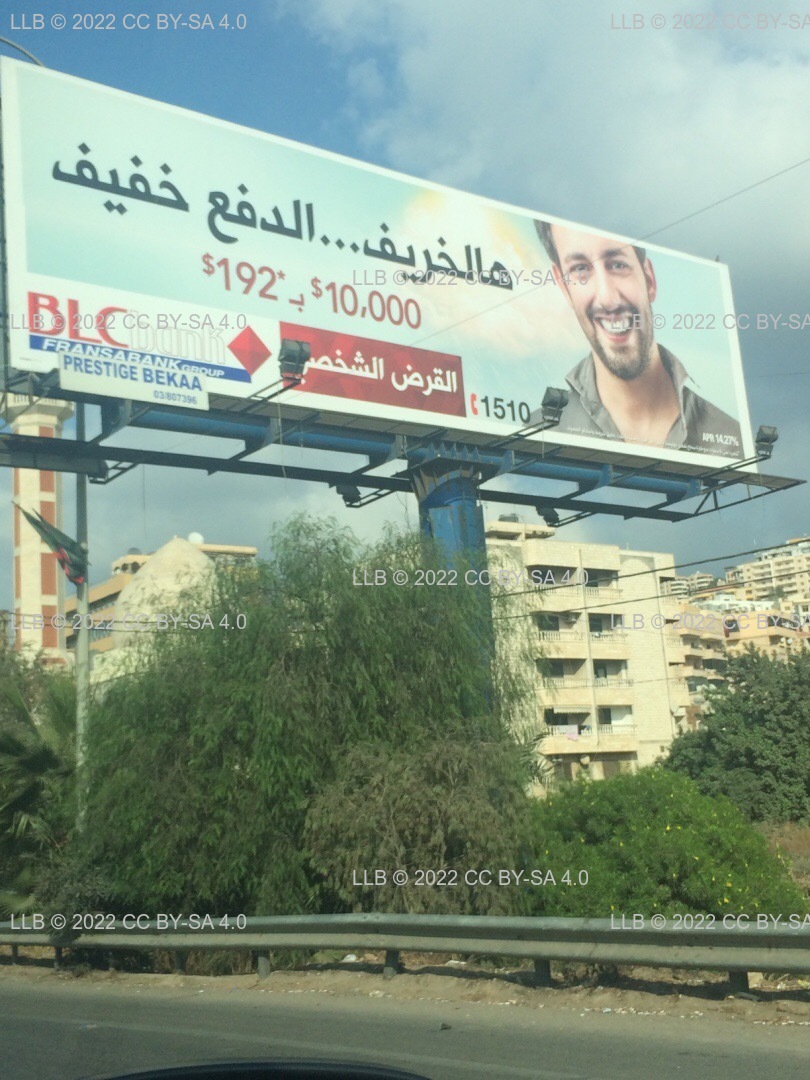 هالخريف...الدفع خفيف
$10,000 بـ $192*
BLC bank
FRANSABANK GROUP
PRESTIGE BEKAA
03/807396
القرض الشخصي
1510
APR 14.27%
LLB © 2022 CC BY-SA 4.0